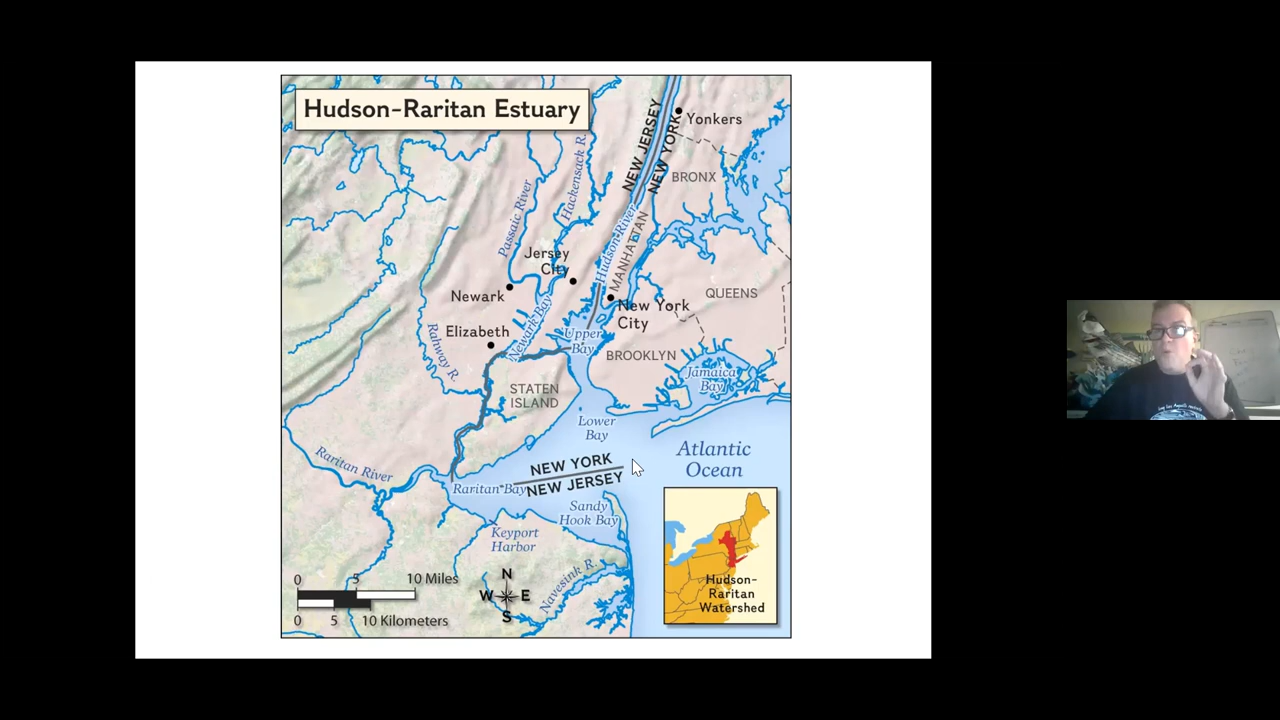 Hudson-Raritan Estuary
NEW JERSEY
NEW YORK
Yonkers
BRONX
Hackensack R.
Passaic River
Hudson River
MANHATTAN
Jersey
City
Newark
New York
City
QUEENS
Newark Bay
Elizabeth
Upper
Bay
BROOKLYN
Rahway R.
Jamaica
Bay
STATEN
ISLAND
Lower
Bay
Atlantic
Ocean
Raritan River
NEW YORK
NEW JERSEY
Raritan Bay
Sandy
Hook Bay
Keyport
Harbor
Navesink R.
0 5 10 Miles
0 5 10 Kilometers
N
W E
S
Hudson-
Raritan
Watershed